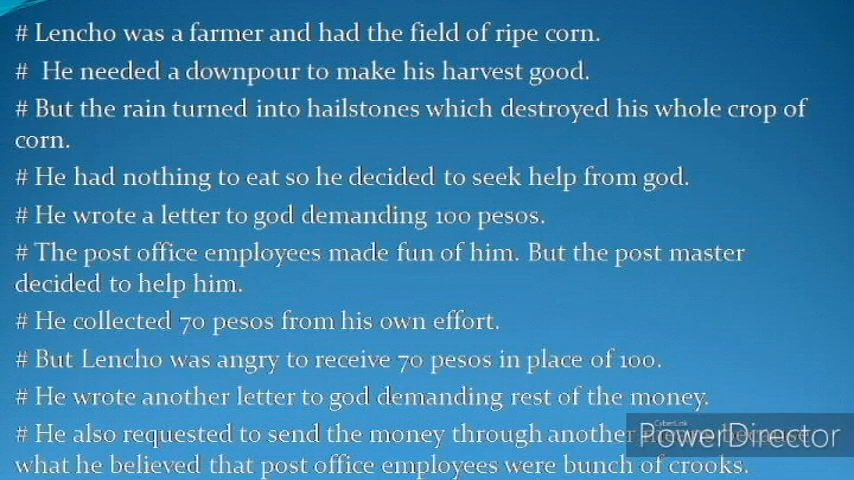 # Lencho was a farmer and had the field of ripe corn.
# He needed a downpour to make his harvest good.
# But the rain turned into hailstones which destroyed his whole crop of
corn.
# He had nothing to eat so he decided to seek help from god.
# He wrote a letter to god demanding 100 pesos.
# The post office employees made fun of him. But the post master
decided to help him.
# He collected 70 pesos from his own effort.
# But Lencho was angry to receive 70 pesos in place of 100.
# He wrote another letter to god demanding rest of the money.
# He also requested to send the money through another because
what he believed that post office employees were bunch of crooks.
CyberLink
PowerDirector